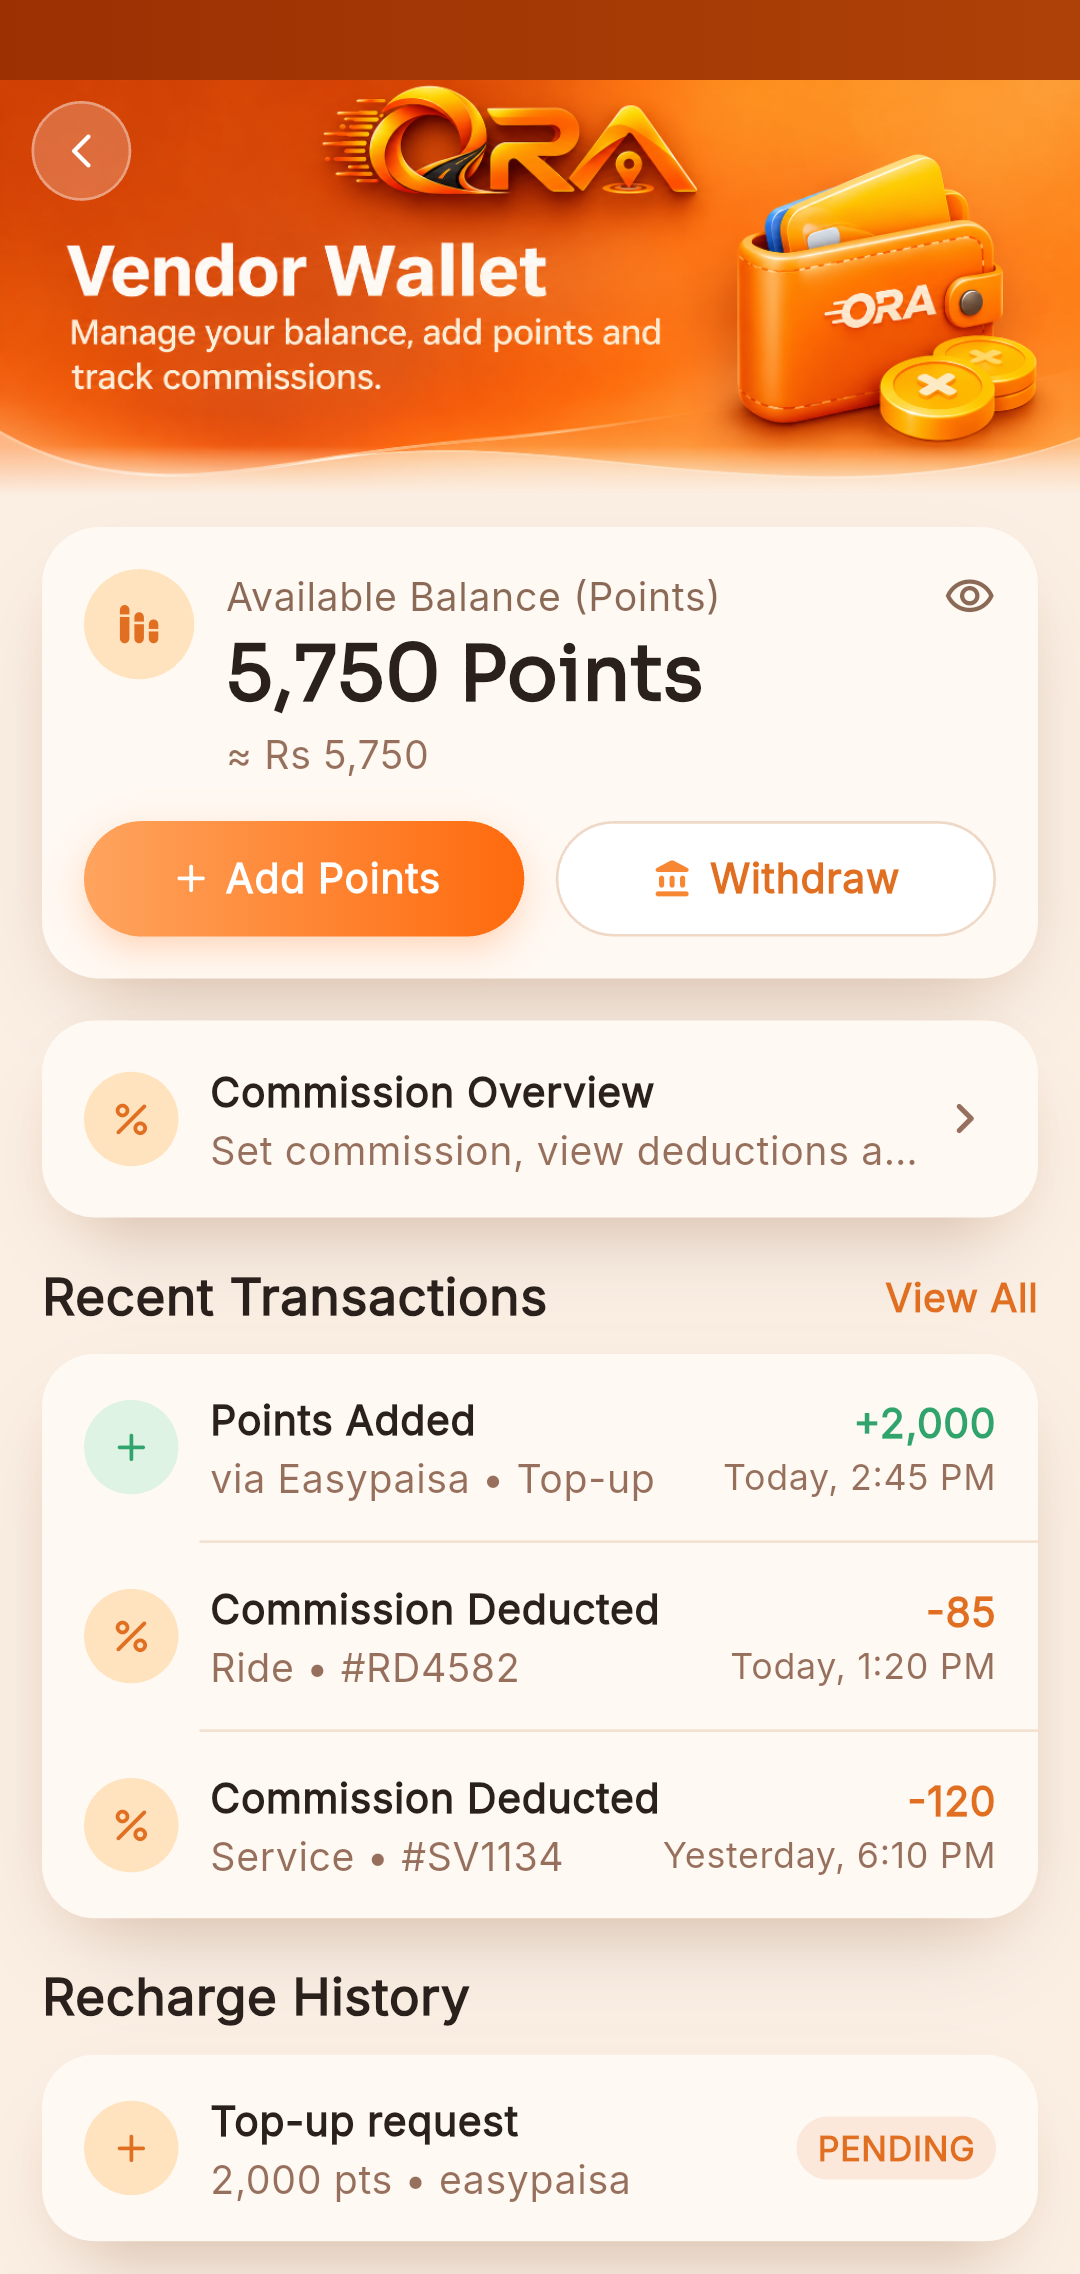 ORA
Vendor Wallet
Manage your balance, add points and
track commissions.
ORA
Available Balance (Points)
5,750 Points
≈ Rs 5,750
+ Add Points
Withdraw
Commission Overview
Set commission, view deductions a...
Recent Transactions
View All
Points Added
+2,000
via Easypaisa • Top-up
Today, 2:45 PM
Commission Deducted
-85
Ride • #RD4582
Today, 1:20 PM
Commission Deducted
-120
Service • #SV1134
Yesterday, 6:10 PM
Recharge History
Top-up request
2,000 pts • easypaisa
PENDING